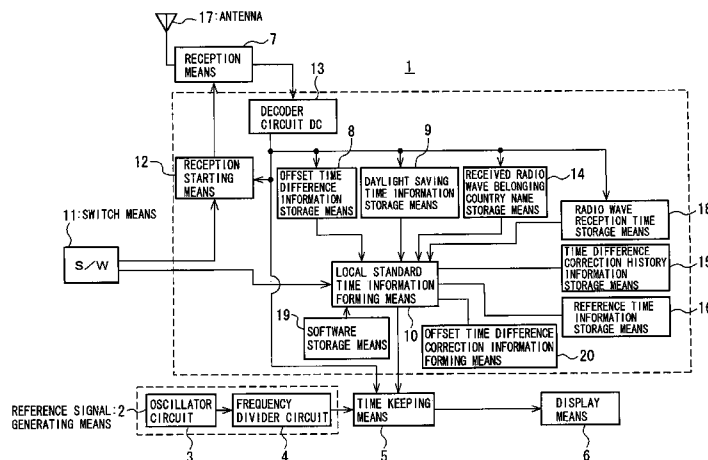 17:ANTENNA
7
RECEPTION
MEANS
1
13
DECODER
CIRCUIT DC
8
9
14
12
RECEPTION
STARTING
MEANS
OFFSET TIME
DIFFERENCE
INFORMATION
STORAGE MEANS
DAYLIGHT SAVING
TIME INFORMATION
STORAGE MEANS
RECEIVED RADIO
WAVE BELONGING
COUNTRY NAME
STORAGE MEANS
RADIO WAVE
RECEPTION TIME
STORAGE MEANS
18
11:SWITCH MEANS
S/W
LOCAL STANDARD
TIME INFORMATION
FORMING MEANS
10
TIME DIFFERENCE
CORRECTION HISTORY
INFORMATION
STORAGE MEANS
15
REFERENCE TIME
INFORMATION
STORAGE MEANS
16
19
SOFTWARE
STORAGE MEANS
OFFSET TIME DIFFERENCE
CORRECTION INFORMATION
FORMING MEANS
20
REFERENCE SIGNAL:2
GENERATING MEANS
OSCILLATOR
CIRCUIT
3
FREQUENCY
DIVIDER CIRCUIT
4
TIME KEEPING
MEANS
5
DISPLAY
MEANS
6